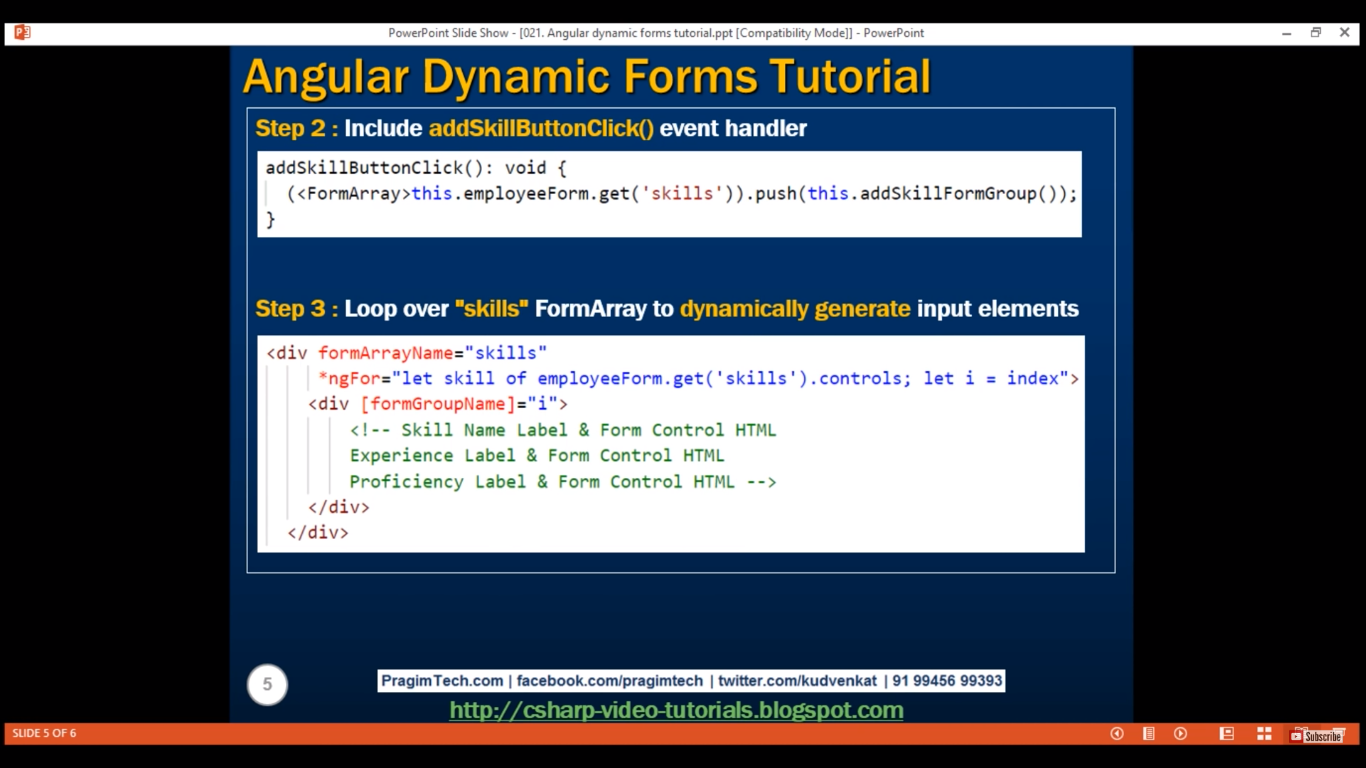 PowerPoint Slide Show - [021. Angular dynamic forms tutorial.ppt [Compatibility Mode]] - PowerPoint
Angular Dynamic Forms Tutorial
Step 2 : Include addSkillButtonClick() event handler
addSkillButtonClick(): void {
(<FormArray>this.employeeForm.get('skills')).push(this.addSkillFormGroup());
}
Step 3 : Loop over "skills" FormArray to dynamically generate input elements
<div formArrayName="skills"
*ngFor="let skill of employeeForm.get('skills').controls; let i = index">
<div [formGroupName]="i">
<!-- Skill Name Label & Form Control HTML
Experience Label & Form Control HTML
Proficiency Label & Form Control HTML -->
</div>
</div>
5
PragimTech.com | facebook.com/pragimtech | twitter.com/kudvenkat | 91 99456 99393
http://csharp-video-tutorials.blogspot.com
SLIDE 5 OF 6
Subscribe